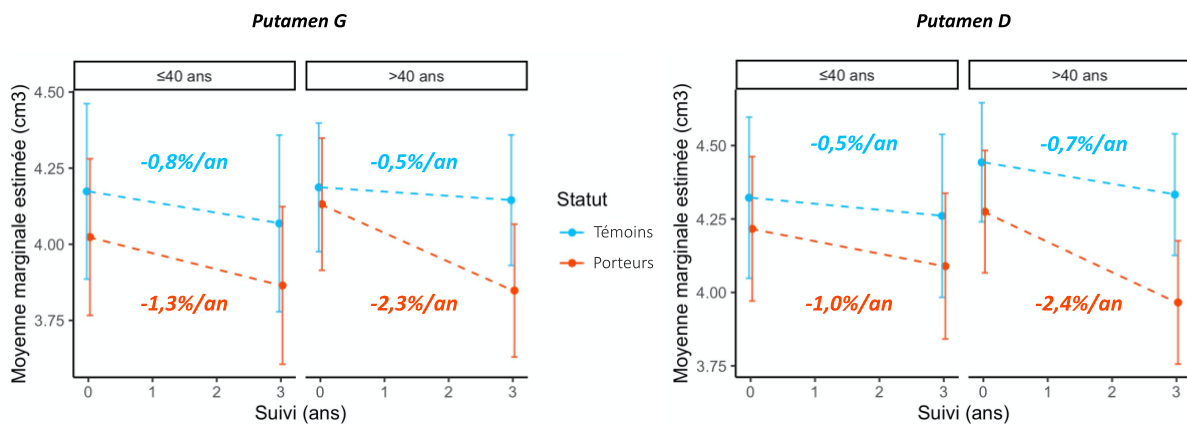 Putamen G
≤40 ans
>40 ans
Moyenne marginale estimée (cm3)
4.50
4.25
4.00
3.75
-0,8%/an
-0,5%/an
-1,3%/an
-2,3%/an
0 1 2 3
0 1 2 3
Suivi (ans)
Statut
Témoins
Porteurs
Putamen D
≤40 ans
>40 ans
Moyenne marginale estimée (cm3)
4.50
4.25
4.00
3.75
-0,5%/an
-0,7%/an
-1,0%/an
-2,4%/an
0 1 2 3
0 1 2 3
Suivi (ans)